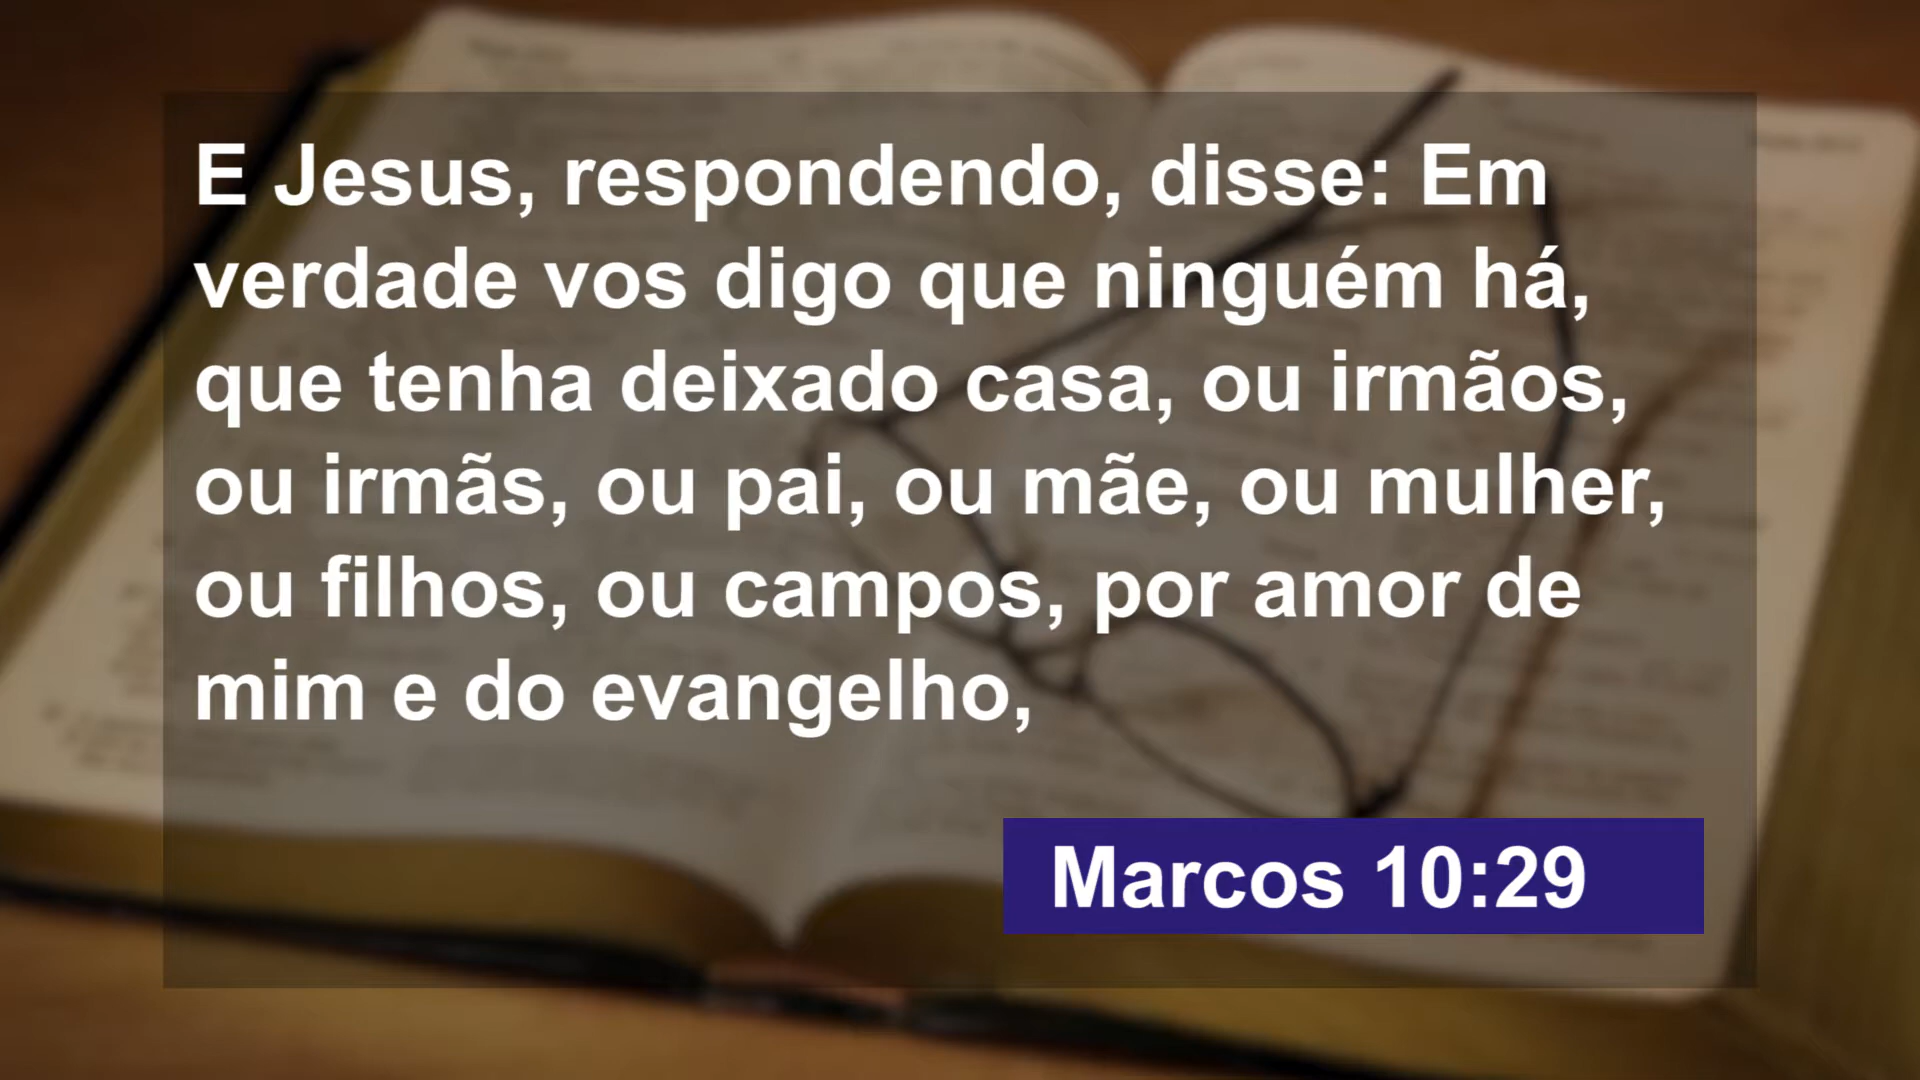 E Jesus, respondendo, disse: Em
verdade vos digo que ninguém há,
que tenha deixado casa, ou irmãos,
ou irmãs, ou pai, ou mãe, ou mulher,
ou filhos, ou campos, por amor de
mim e do evangelho,
Marcos 10:29